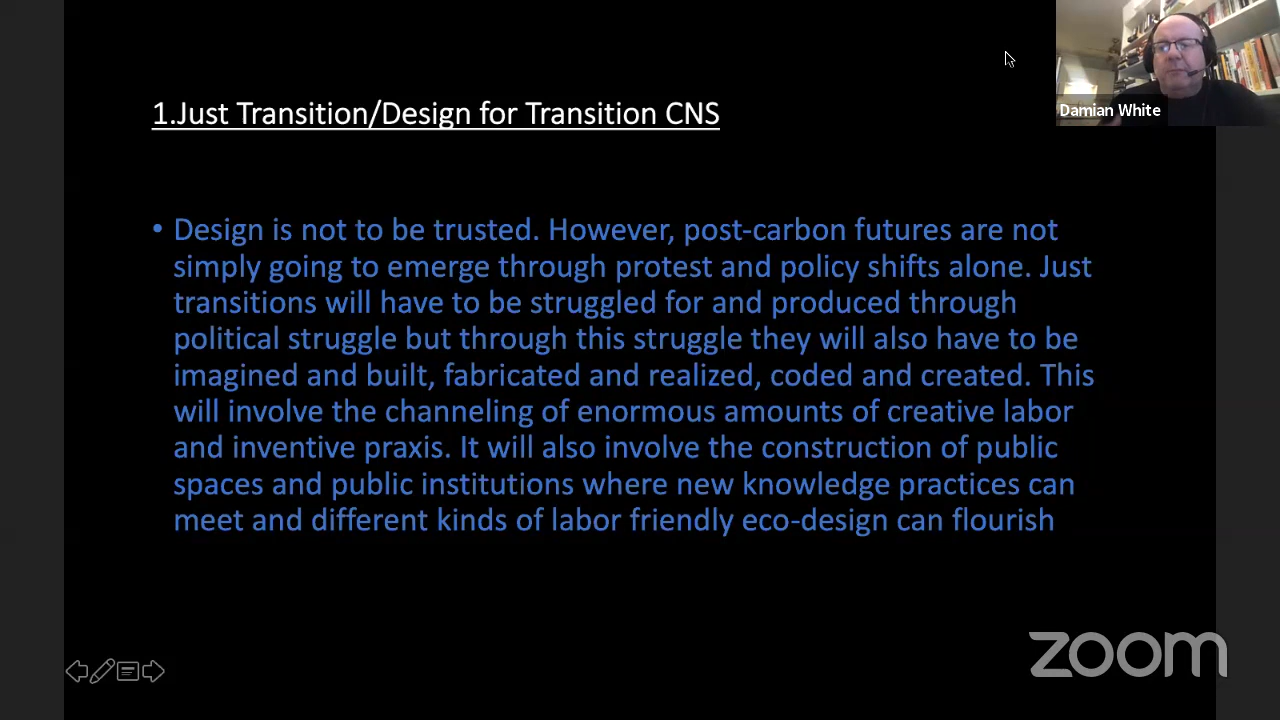 Damian White
1.Just Transition/Design for Transition CNS
• Design is not to be trusted. However, post-carbon futures are not
simply going to emerge through protest and policy shifts alone. Just
transitions will have to be struggled for and produced through
political struggle but through this struggle they will also have to be
imagined and built, fabricated and realized, coded and created. This
will involve the channeling of enormous amounts of creative labor
and inventive praxis. It will also involve the construction of public
spaces and public institutions where new knowledge practices can
meet and different kinds of labor friendly eco-design can flourish
zoom